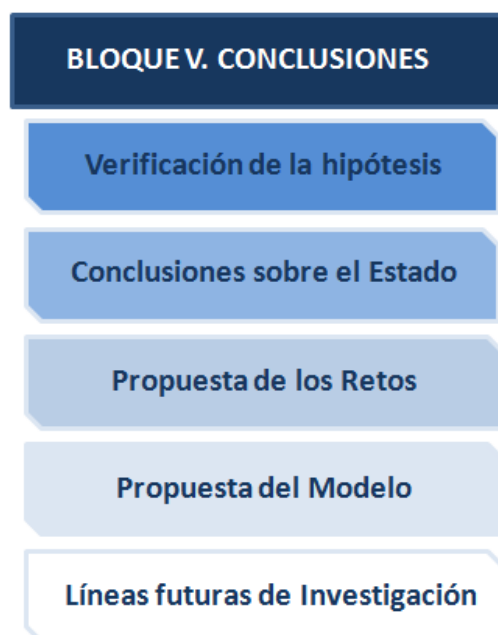 BLOQUE V. CONCLUSIONES
Verificación de la hipótesis
Conclusiones sobre el Estado
Propuesta de los Retos
Propuesta del Modelo
Líneas futuras de Investigación